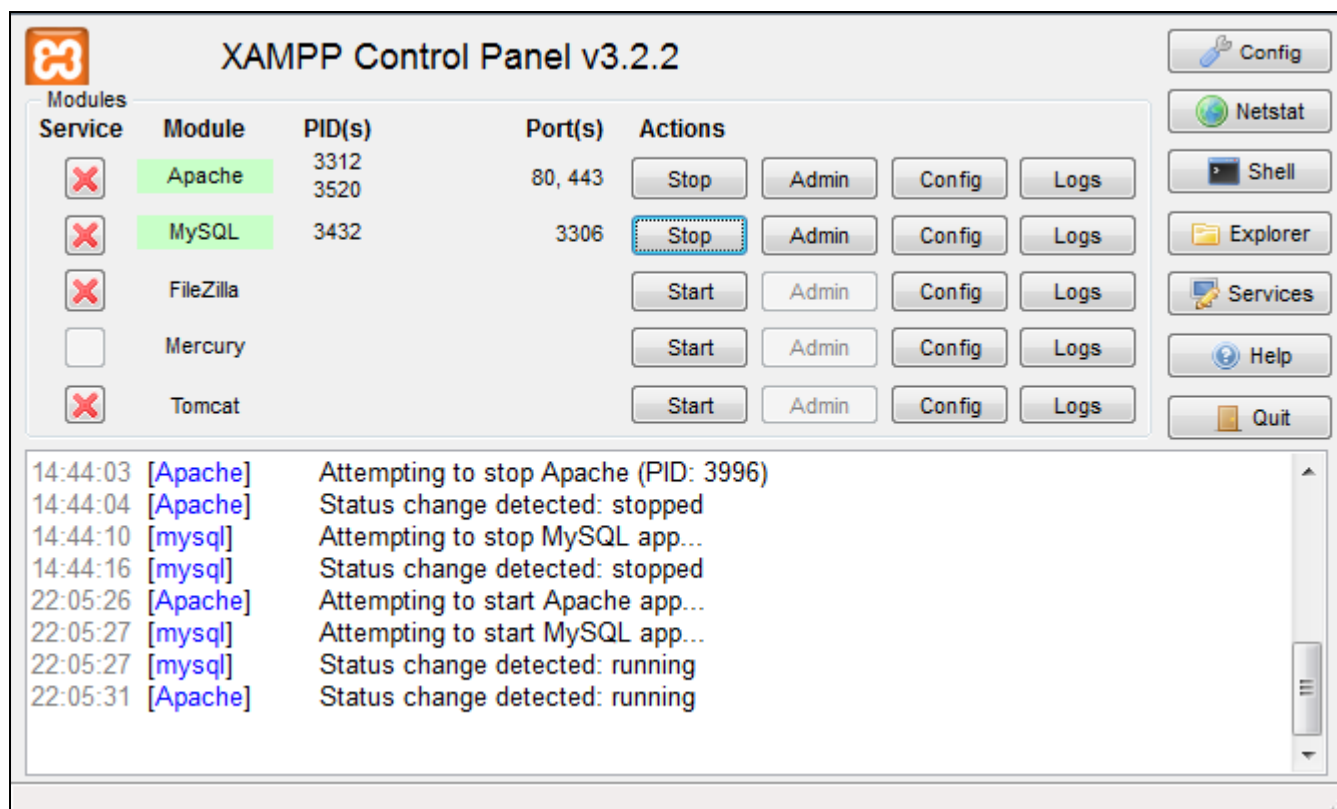 XAMPP Control Panel v3.2.2
Config
Modules
Netstat
Service Module PID(s) Port(s) Actions
Apache 3312 3520 80, 443 Stop Admin Config Logs
Shell
MySQL 3432 3306 Stop Admin Config Logs
Explorer
FileZilla Start Admin Config Logs
Services
Mercury Start Admin Config Logs
Help
Tomcat Start Admin Config Logs
Quit
14:44:03 [Apache] Attempting to stop Apache (PID: 3996)
14:44:04 [Apache] Status change detected: stopped
14:44:10 [mysql] Attempting to stop MySQL app...
14:44:16 [mysql] Status change detected: stopped
22:05:26 [Apache] Attempting to start Apache app...
22:05:27 [mysql] Attempting to start MySQL app...
22:05:27 [mysql] Status change detected: running
22:05:31 [Apache] Status change detected: running